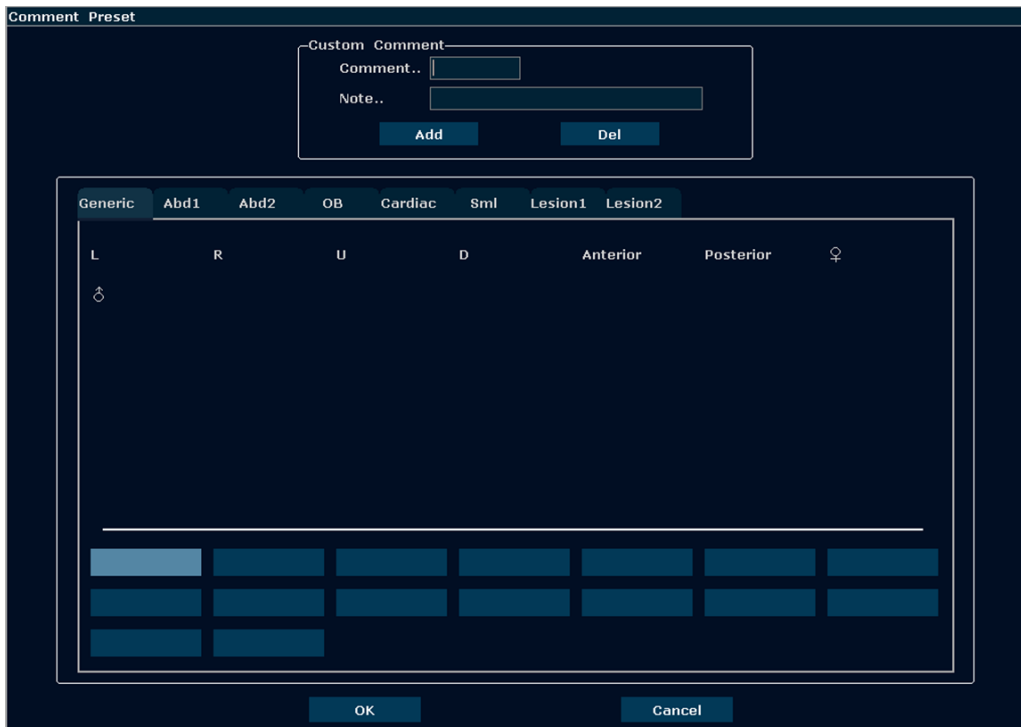 Comment Preset
Custom Comment
Comment..
Note..
Add Del
Generic Abd1 Abd2 OB Cardiac Sml Lesion1 Lesion2
L R U D Anterior Posterior ♀
♂
OK Cancel